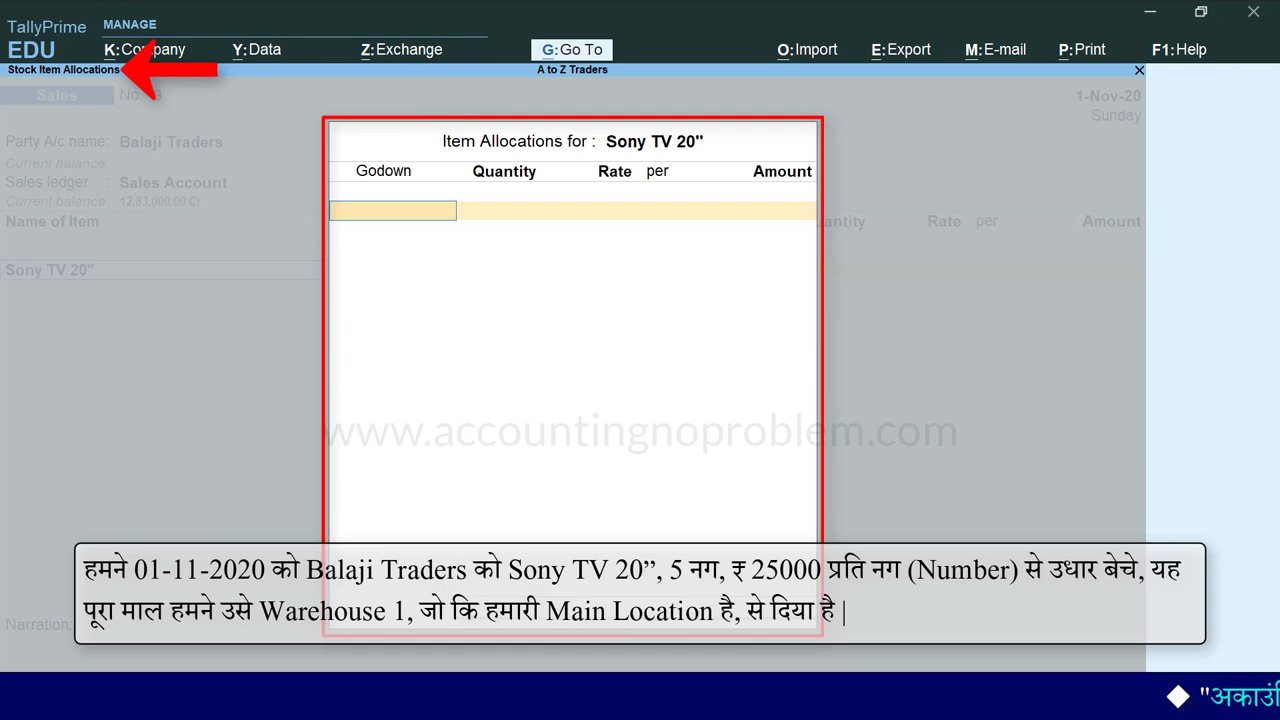 TallyPrime
EDU
MANAGE
K:Company Y:Data Z:Exchange G:Go To O:Import E:Export M:E-mail P:Print F1:Help
Stock Item Allocations A to Z Traders
Sales No. 1-Nov-20
Sunday
Party A/c name: Balaji Traders
Current balance:
Sales ledger : Sales Account
Current balance: 12,83,000.00 Cr
Name of Item Rate per Amount
Sony TV 20"
Item Allocations for : Sony TV 20"
Godown Quantity Rate per Amount
www.accountingnoproblem.com
हमने 01-11-2020 को Balaji Traders को Sony TV 20”, 5 नग, ₹ 25000 प्रति नग (Number) से उधार बेचे, यह
पूरा माल हमने उसे Warehouse 1, जो कि हमारी Main Location है, से दिया है |
Narration:
◆ "अकाउं